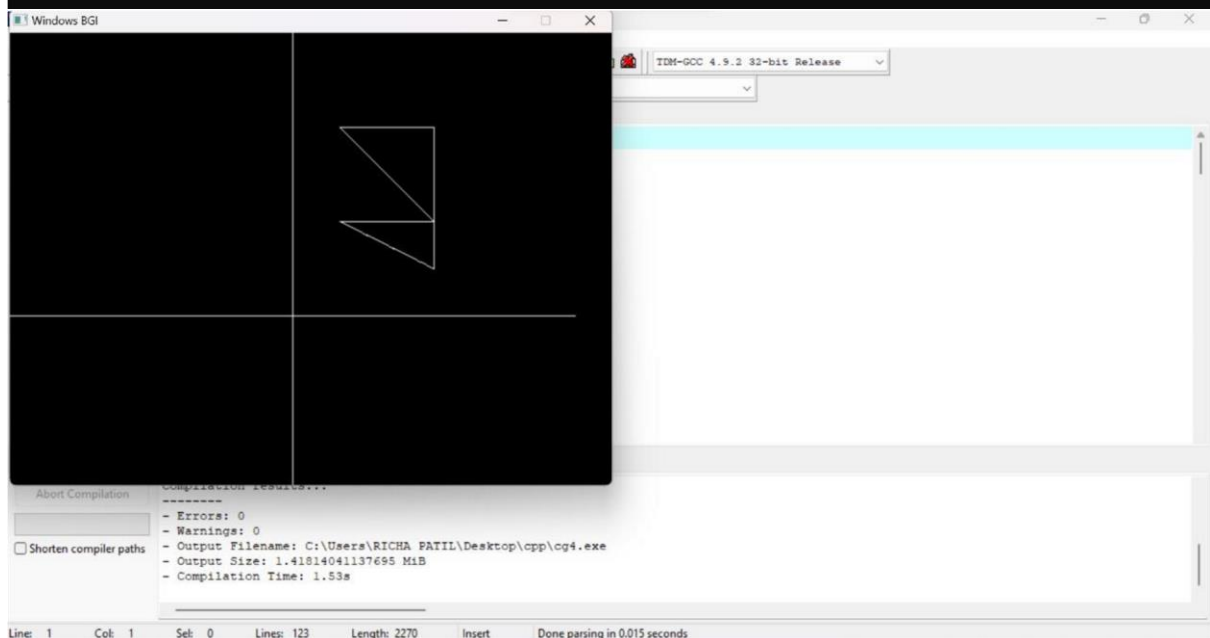 Windows BGI
TDM-GCC 4.9.2 32-bit Release
Abort Compilation
Compilation results...
--------
- Errors: 0
- Warnings: 0
Shorten compiler paths
- Output Filename: C:\Users\RICHA PATIL\Desktop\cpp\cg4.exe
- Output Size: 1.41814041137695 MiB
- Compilation Time: 1.53s
Line: 1 Col: 1 Sel: 0 Lines: 123 Length: 2270 Insert Done parsing in 0.015 seconds